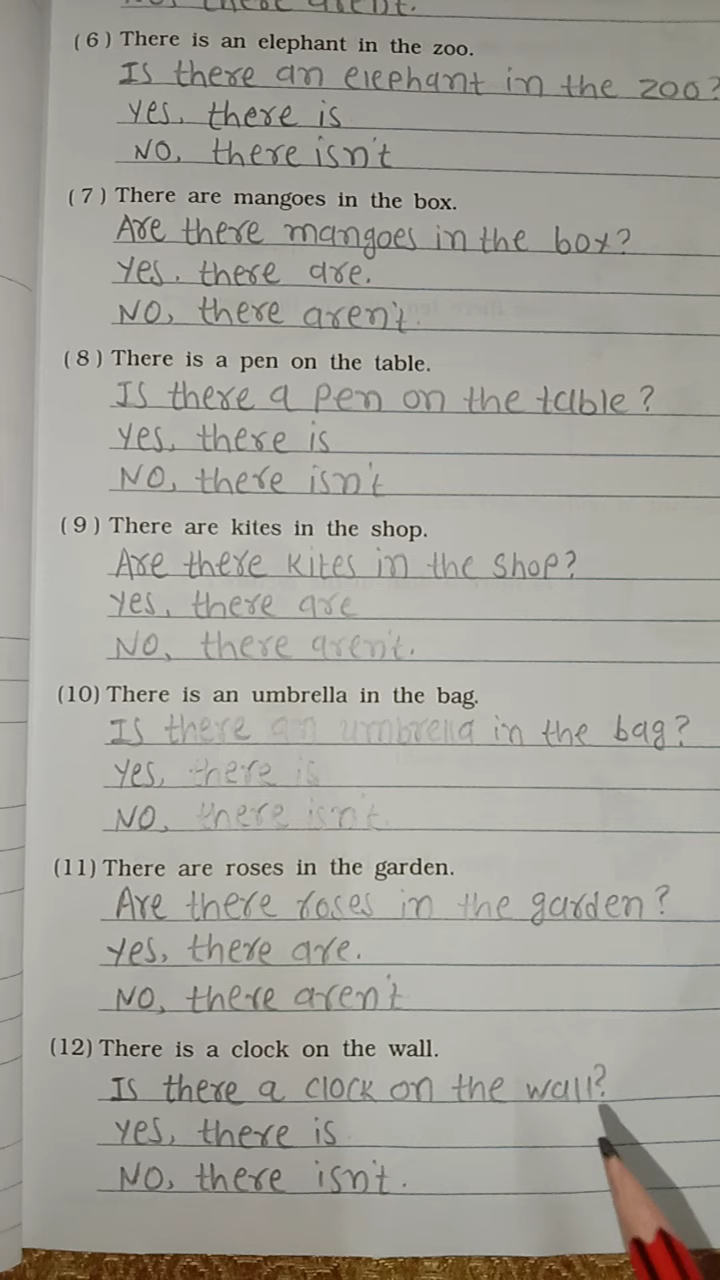 (6) There is an elephant in the zoo.
Is there an elephant in the zoo?
Yes, there is
No, there isn't
(7) There are mangoes in the box.
Are there mangoes in the box?
Yes, there are.
No, there aren't.
(8) There is a pen on the table.
Is there a pen on the table?
Yes, there is
No, there isn't
(9) There are kites in the shop.
Are there kites in the shop?
Yes, there are
No, there arent.
(10) There is an umbrella in the bag.
Is there an umbrella in the bag?
Yes, there is
No, there isn't.
(11) There are roses in the garden.
Are there roses in the garden?
Yes, there are.
No, there aren't
(12) There is a clock on the wall.
Is there a clock on the wall?
Yes, there is
No, there isn't.